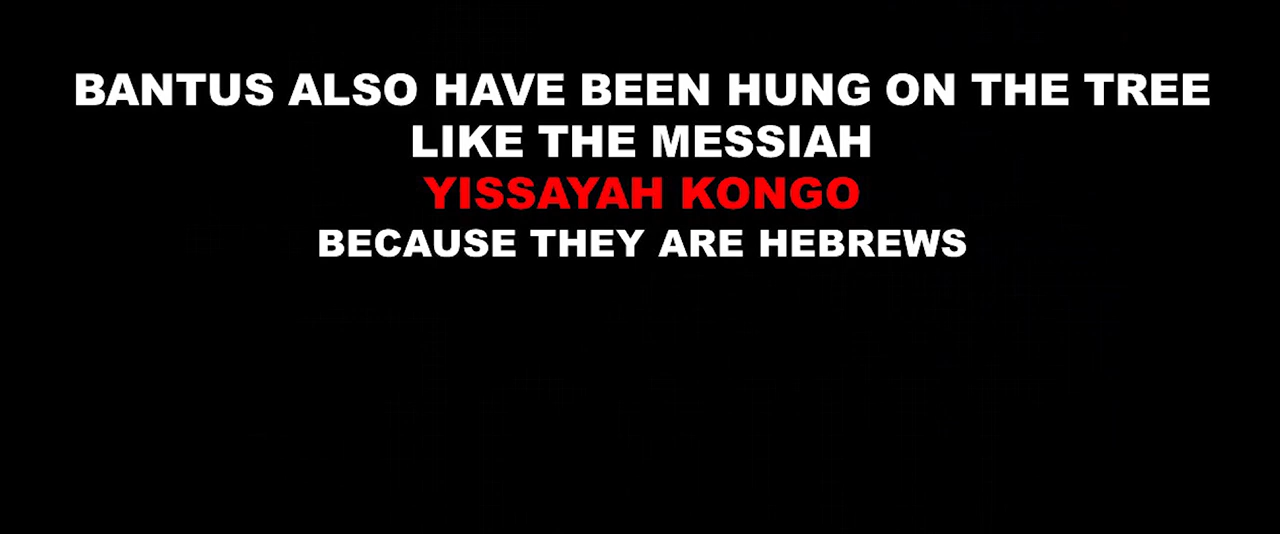 BANTUS ALSO HAVE BEEN HUNG ON THE TREE
LIKE THE MESSIAH
YISSAYAH KONGO
BECAUSE THEY ARE HEBREWS